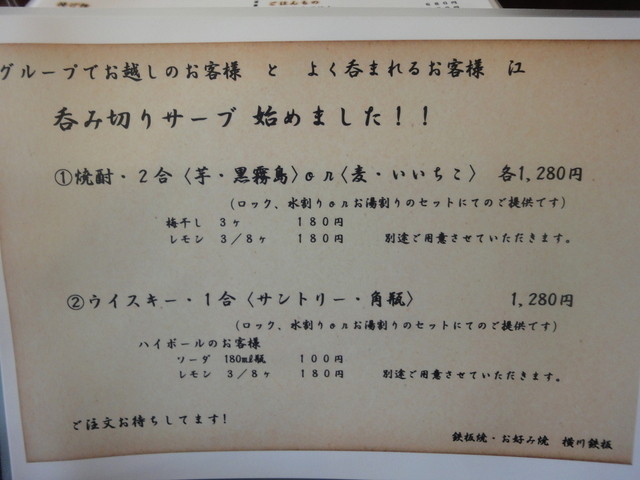 ごはんもの
グループでお越しのお客様 と よく呑まれるお客様 江
呑み切りサーブ 始めました!!
①焼酎・2合〈芋・黒霧島〉or〈麦・いいちこ〉 各1,280円
(ロック、水割りorお湯割りのセットにてのご提供です)
梅干し 3ヶ 180円
レモン 3/8ヶ 180円 別途ご用意させていただきます。
②ウイスキー・1合〈サントリー・角瓶〉 1,280円
(ロック、水割りorお湯割りのセットにてのご提供です)
ハイボールのお客様
ソーダ 180ml瓶 100円
レモン 3/8ヶ 180円 別途ご用意させていただきます。
ご注文お待ちしてます!
鉄板焼・お好み焼 横川鉄板